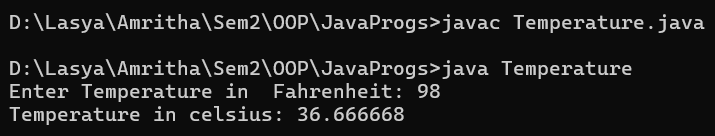 D:\Lasya\Amritha\Sem2\OOP\JavaProgs>javac Temperature.java
D:\Lasya\Amritha\Sem2\OOP\JavaProgs>java Temperature
Enter Temperature in  Fahrenheit: 98
Temperature in celsius: 36.666668